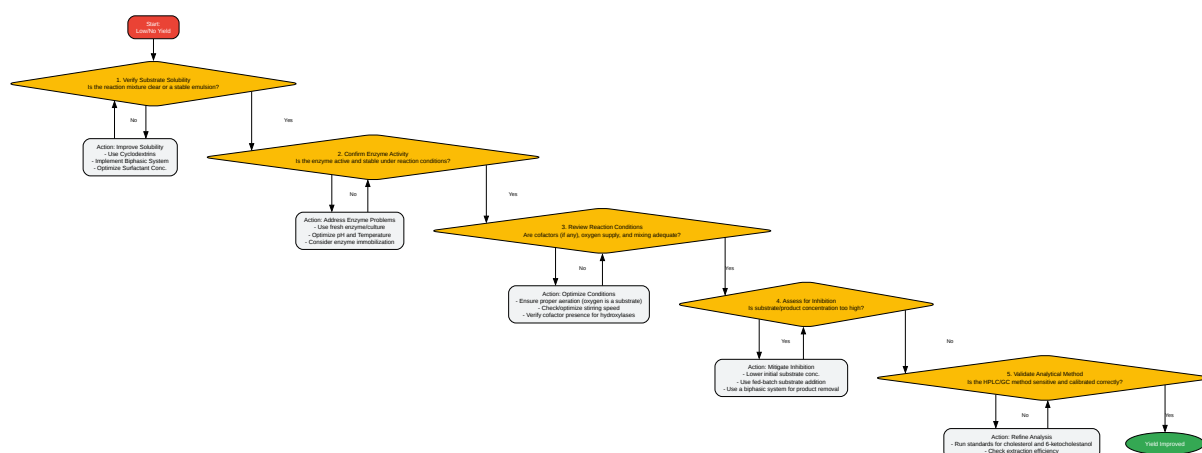 Start:
Low/No Yield
1. Verify Substrate Solubility
Is the reaction mixture clear or a stable emulsion?
No
Yes
Action: Improve Solubility
- Use Cyclodextrins
- Implement Biphasic System
- Optimize Surfactant Conc.
2. Confirm Enzyme Activity
Is the enzyme active and stable under reaction conditions?
No
Yes
Action: Address Enzyme Problems
- Use fresh enzyme/culture
- Optimize pH and Temperature
- Consider enzyme immobilization
3. Review Reaction Conditions
Are cofactors (if any), oxygen supply, and mixing adequate?
No
Yes
Action: Optimize Conditions
- Ensure proper aeration (oxygen is a substrate)
- Check/optimize stirring speed
- Verify cofactor presence for hydroxylases
4. Assess for Inhibition
Is substrate/product concentration too high?
Yes
No
Action: Mitigate Inhibition
- Lower initial substrate conc.
- Use fed-batch substrate addition
- Use a biphasic system for product removal
5. Validate Analytical Method
Is the HPLC/GC method sensitive and calibrated correctly?
No
Yes
Action: Refine Analysis
- Run standards for cholesterol and 6-ketocholestanol
- Check extraction efficiency
Yield Improved